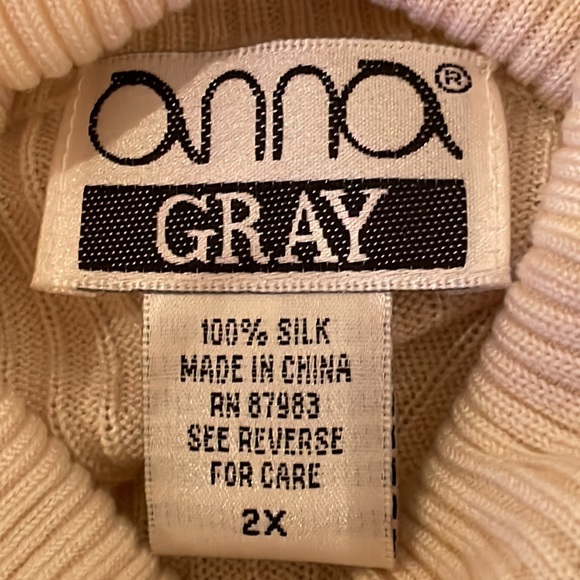 anna®
GRAY
100% SILK
MADE IN CHINA
RN 87983
SEE REVERSE
FOR CARE
2X